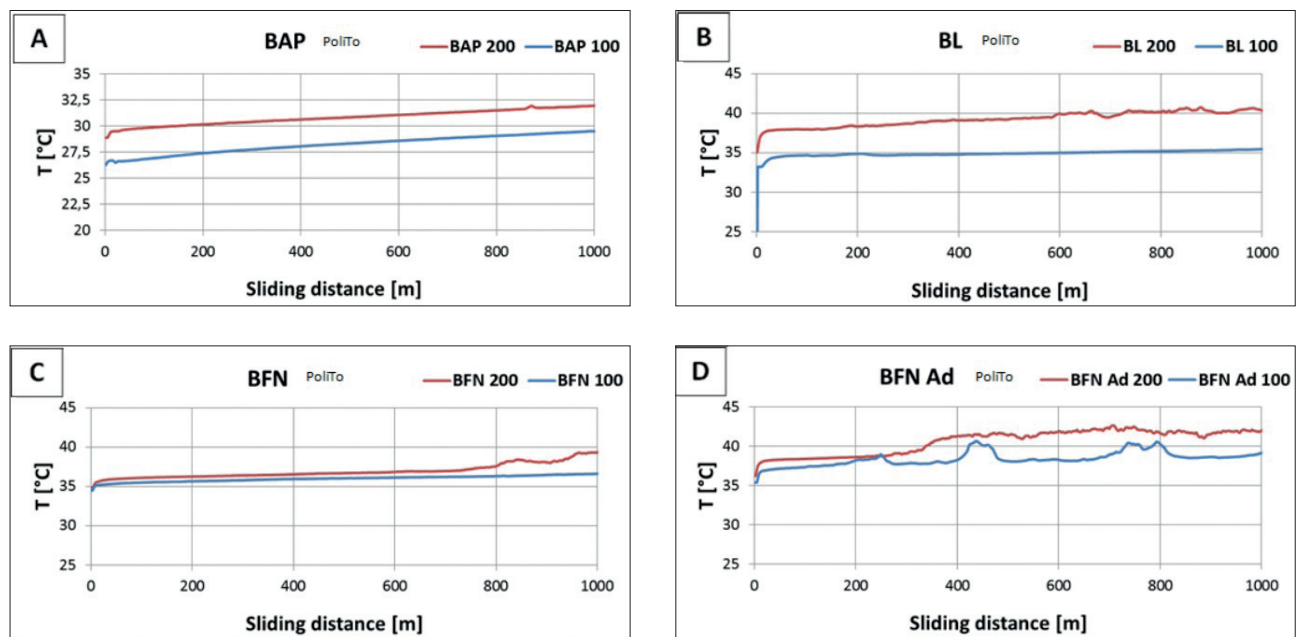 A
BAP PoliTo
BAP 200 BAP 100
35
32,5
30
27,5
25
22,5
20
T [°C]
0 200 400 600 800 1000
Sliding distance [m]
B
BL PoliTo
BL 200 BL 100
45
40
35
30
25
T [°C]
0 200 400 600 800 1000
Sliding distance [m]
C
BFN PoliTo
BFN 200 BFN 100
45
40
35
30
25
T [°C]
0 200 400 600 800 1000
Sliding distance [m]
D
BFN Ad PoliTo
BFN Ad 200 BFN Ad 100
45
40
35
30
25
T [°C]
0 200 400 600 800 1000
Sliding distance [m]